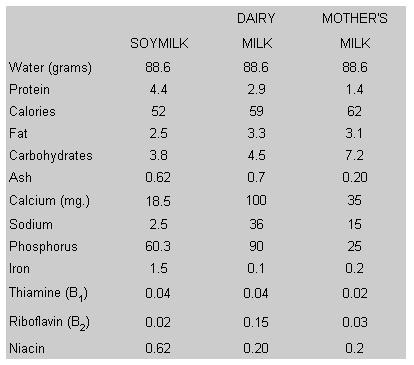 DAIRY MOTHER'S
SOYMILK MILK MILK
Water (grams) 88.6 88.6 88.6
Protein 4.4 2.9 1.4
Calories 52 59 62
Fat 2.5 3.3 3.1
Carbohydrates 3.8 4.5 7.2
Ash 0.62 0.7 0.20
Calcium (mg.) 18.5 100 35
Sodium 2.5 36 15
Phosphorus 60.3 90 25
Iron 1.5 0.1 0.2
Thiamine (B1) 0.04 0.04 0.02
Riboflavin (B2) 0.02 0.15 0.03
Niacin 0.62 0.20 0.2